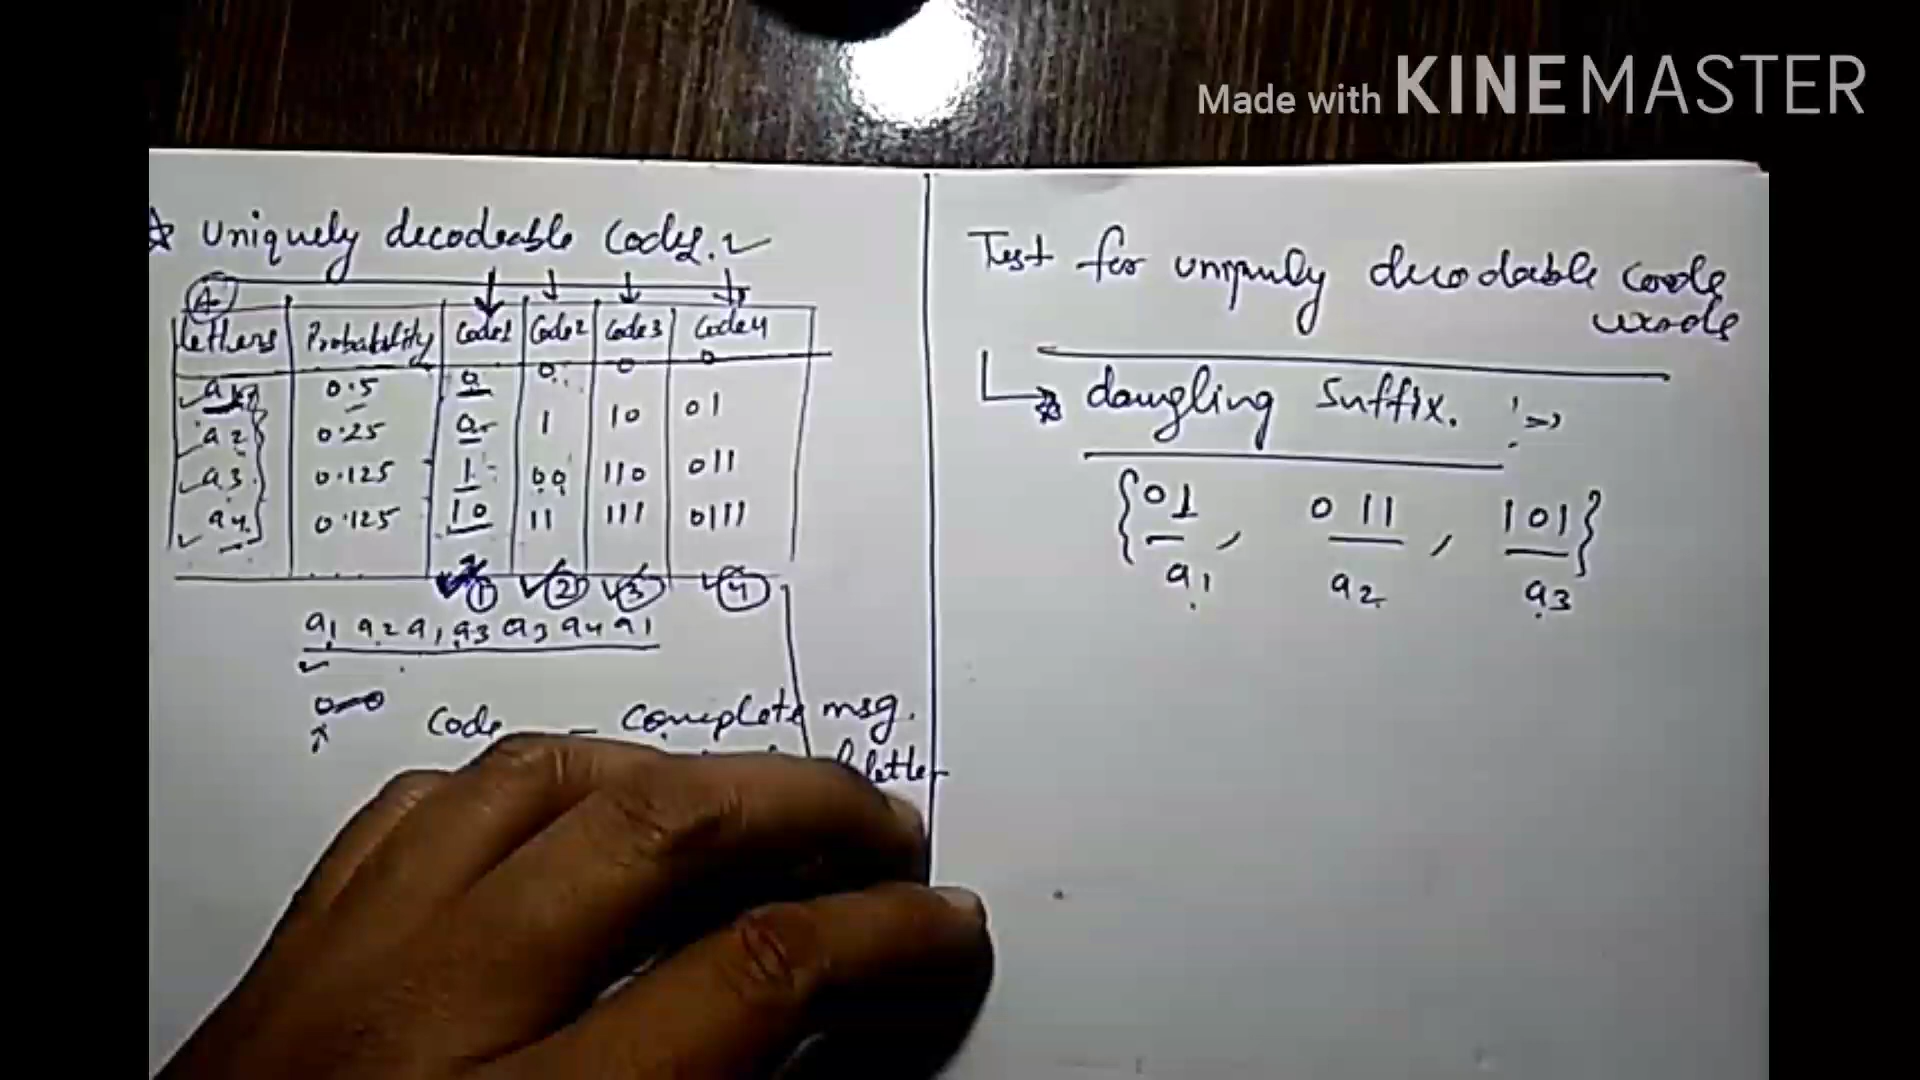 Made with KINEMASTER
☆ Uniquely decodeable Codes.
Letters Probability Code1 Code2 Code3 Code4
a1 0.5 0 0 0 0
a2 0.25 0 1 10 01
a3 0.125 1 00 110 011
a4 0.125 10 11 111 0111
1 2 3 4
a1 a2 a1 a3 a3 a4 a1
Code — Complete msg.
letter
Test for uniquely decodable code
words
dangling Suffix. :->
{01, 011, 101}
a1 a2 a3